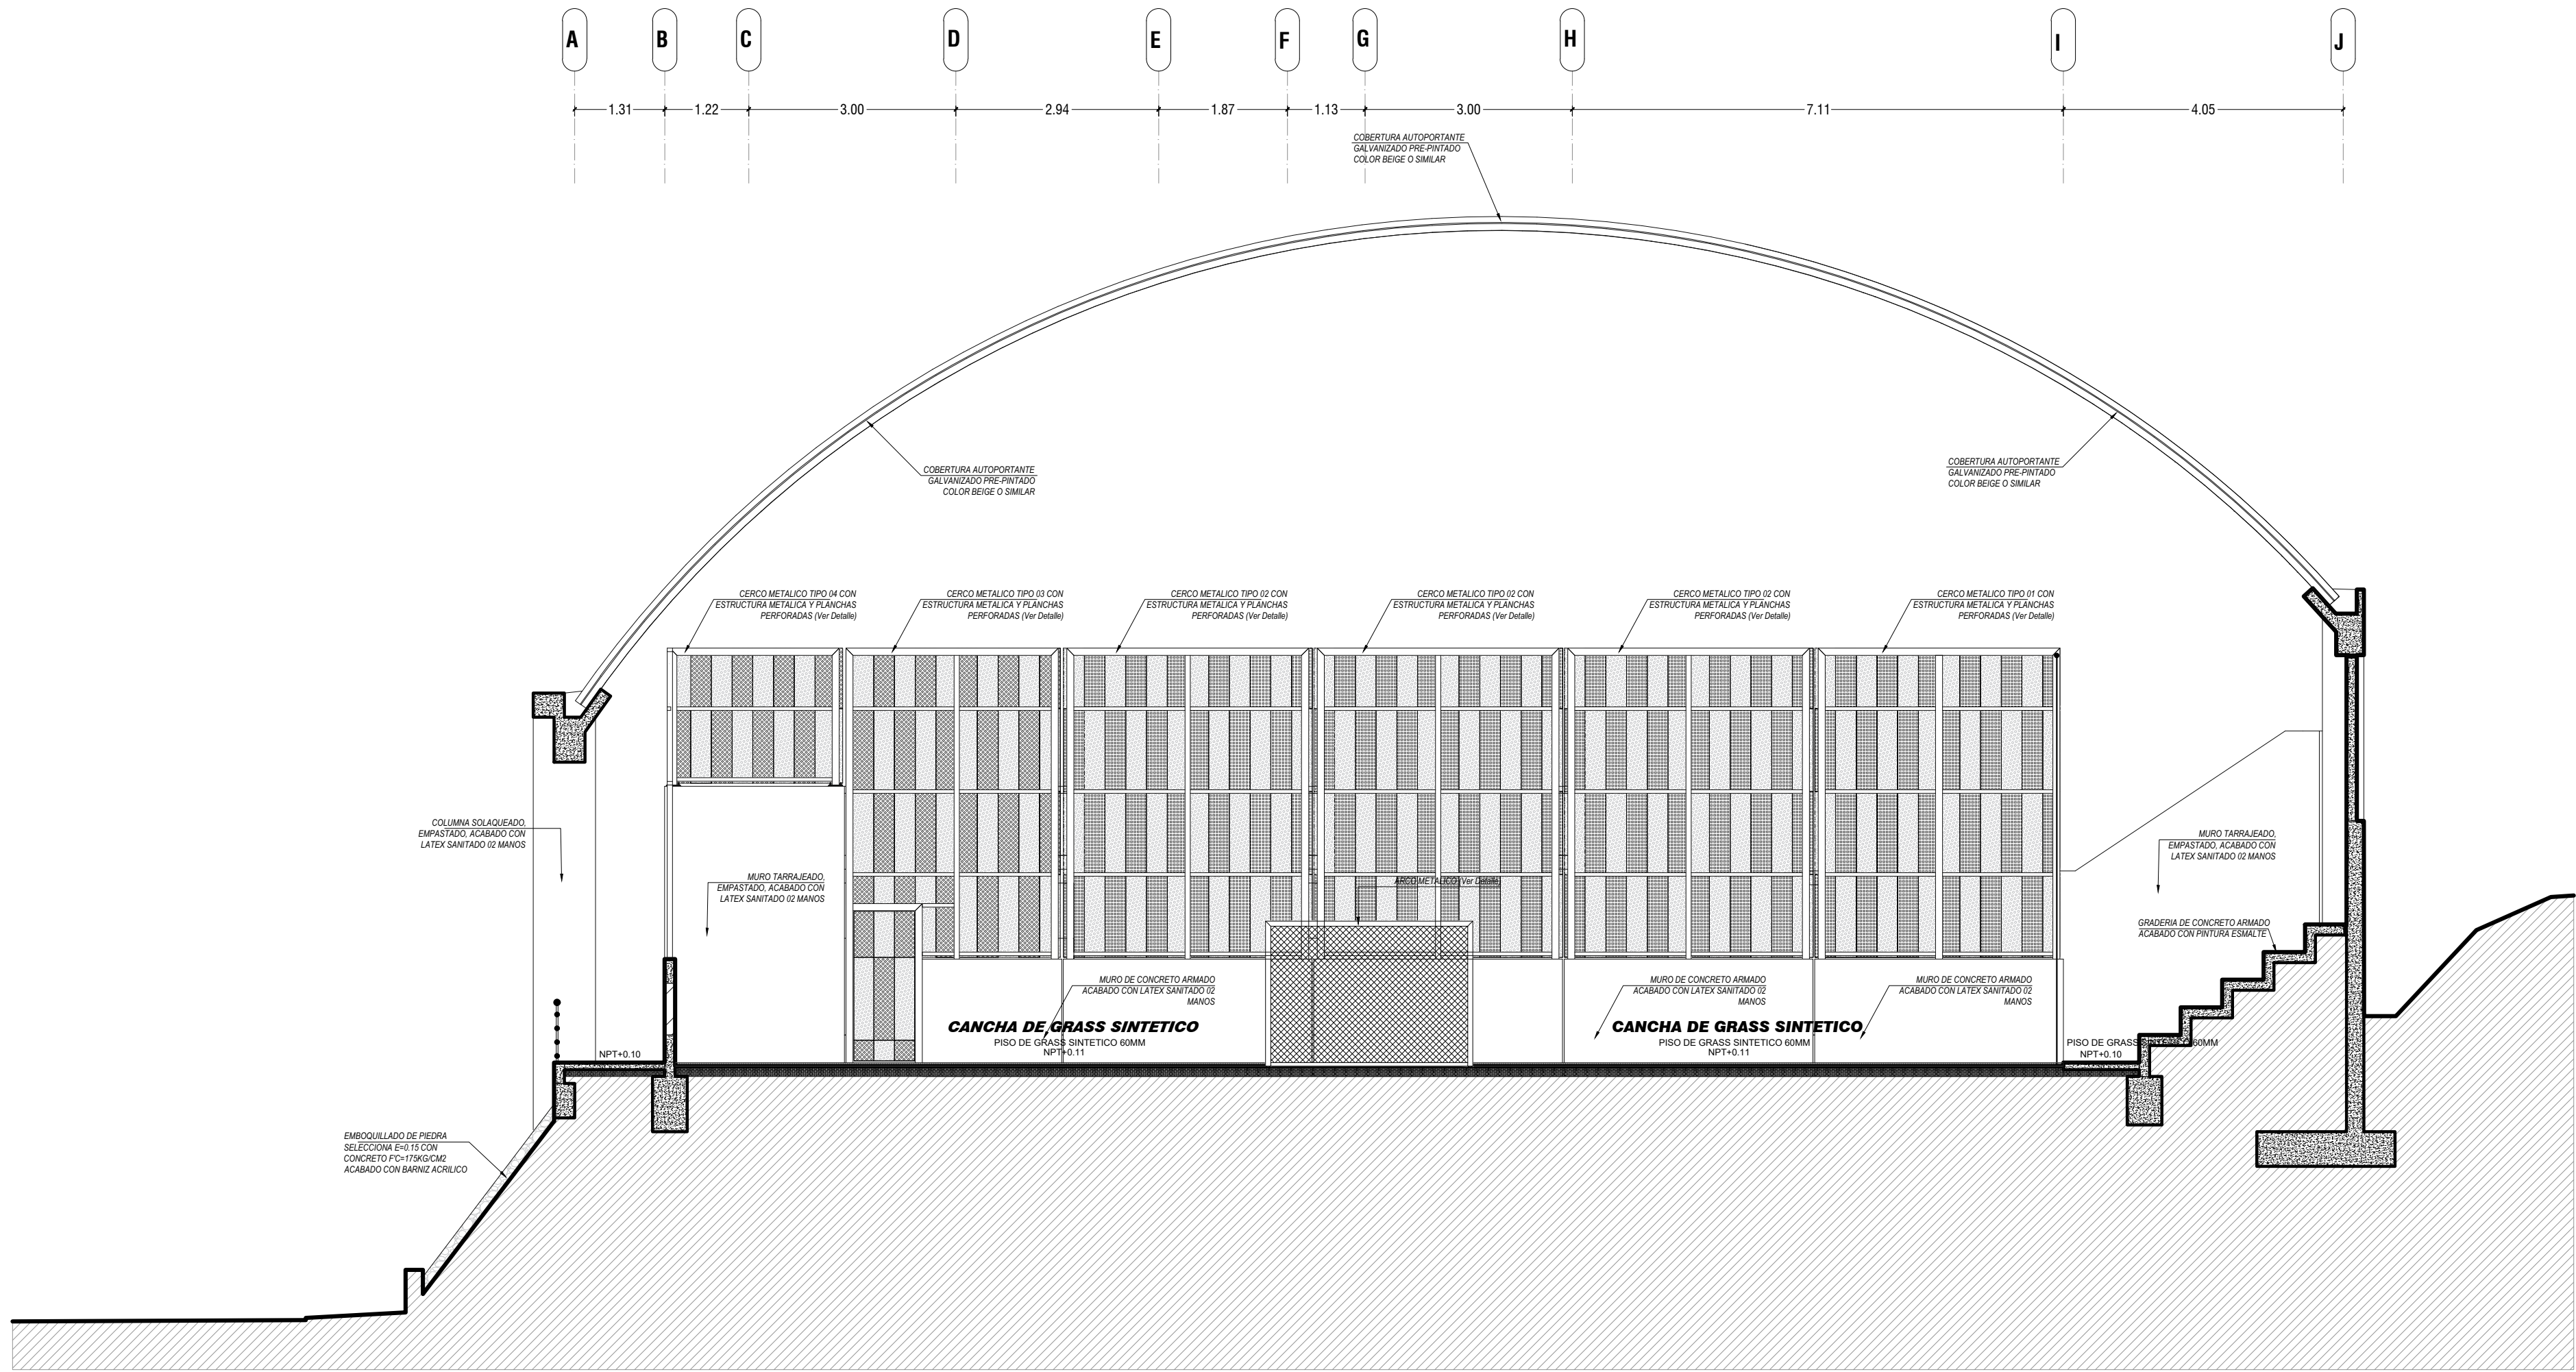 A B C D E F G H I J
1.31 1.22 3.00 2.94 1.87 1.13 3.00 7.11 4.05
COBERTURA AUTOPORTANTE
GALVANIZADO PRE-PINTADO
COLOR BEIGE O SIMILAR
COBERTURA AUTOPORTANTE
GALVANIZADO PRE-PINTADO
COLOR BEIGE O SIMILAR
COBERTURA AUTOPORTANTE
GALVANIZADO PRE-PINTADO
COLOR BEIGE O SIMILAR
CERCO METALICO TIPO 04 CON
ESTRUCTURA METALICA Y PLANCHAS
PERFORADAS (Ver Detalle)
CERCO METALICO TIPO 03 CON
ESTRUCTURA METALICA Y PLANCHAS
PERFORADAS (Ver Detalle)
CERCO METALICO TIPO 02 CON
ESTRUCTURA METALICA Y PLANCHAS
PERFORADAS (Ver Detalle)
CERCO METALICO TIPO 02 CON
ESTRUCTURA METALICA Y PLANCHAS
PERFORADAS (Ver Detalle)
CERCO METALICO TIPO 02 CON
ESTRUCTURA METALICA Y PLANCHAS
PERFORADAS (Ver Detalle)
CERCO METALICO TIPO 01 CON
ESTRUCTURA METALICA Y PLANCHAS
PERFORADAS (Ver Detalle)
COLUMNA SOLAQUEADO,
EMPASTADO, ACABADO CON
LATEX SANITADO 02 MANOS
MURO TARRAJEADO,
EMPASTADO, ACABADO CON
LATEX SANITADO 02 MANOS
ARCO METALICO (Ver Detalle)
MURO TARRAJEADO,
EMPASTADO, ACABADO CON
LATEX SANITADO 02 MANOS
GRADERIA DE CONCRETO ARMADO
ACABADO CON PINTURA ESMALTE
MURO DE CONCRETO ARMADO
ACABADO CON LATEX SANITADO 02
MANOS
MURO DE CONCRETO ARMADO
ACABADO CON LATEX SANITADO 02
MANOS
MURO DE CONCRETO ARMADO
ACABADO CON LATEX SANITADO 02
MANOS
CANCHA DE GRASS SINTETICO
PISO DE GRASS SINTETICO 60MM
NPT+0.11
CANCHA DE GRASS SINTETICO
PISO DE GRASS SINTETICO 60MM
NPT+0.11
NPT+0.10
PISO DE GRASS SINTETICO 60MM
NPT+0.10
EMBOQUILLADO DE PIEDRA
SELECCIONA E=0.15 CON
CONCRETO F'C=175KG/CM2
ACABADO CON BARNIZ ACRILICO